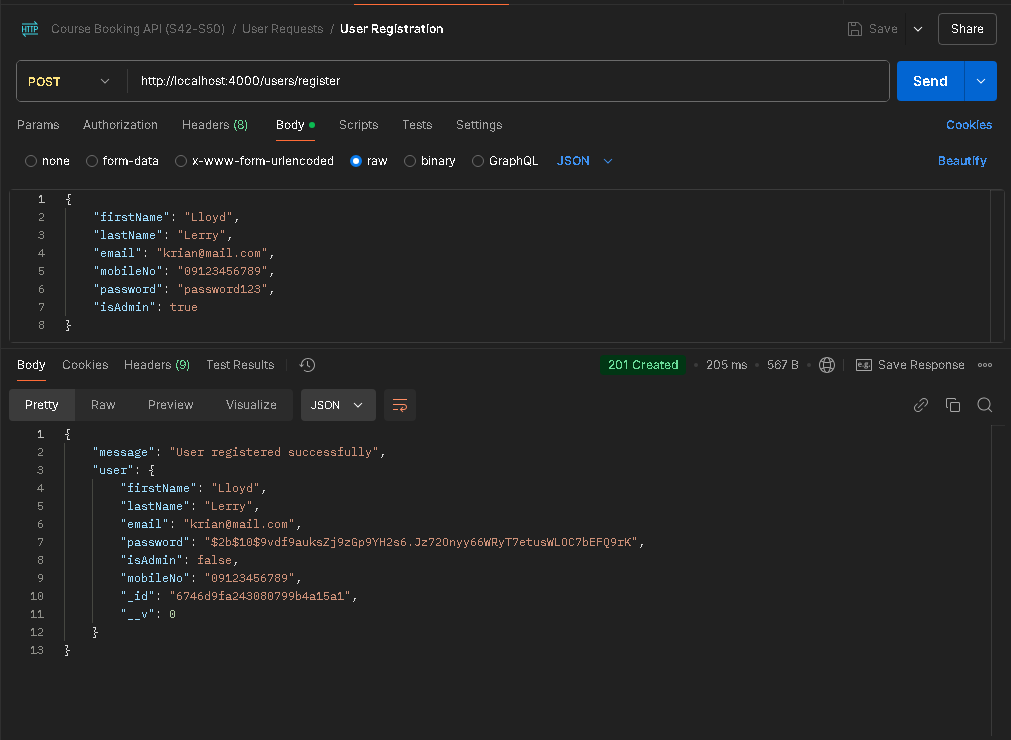 HTTP Course Booking API (S42-S50) / User Requests / User Registration Save Share
POST http://localhost:4000/users/register Send
Params Authorization Headers (8) Body Scripts Tests Settings Cookies
none form-data x-www-form-urlencoded raw binary GraphQL JSON Beautify
1 {
2 "firstName": "Lloyd",
3 "lastName": "Lerry",
4 "email": "krian@mail.com",
5 "mobileNo": "09123456789",
6 "password": "password123",
7 "isAdmin": true
8 }
Body Cookies Headers (9) Test Results 201 Created 205 ms 567 B e.g. Save Response
Pretty Raw Preview Visualize JSON
1 {
2 "message": "User registered successfully",
3 "user": {
4 "firstName": "Lloyd",
5 "lastName": "Lerry",
6 "email": "krian@mail.com",
7 "password": "$2b$10$9vdf9auksZj9zGp9YH2s6.Jz72Onyy66WRyT7etusWLOC7bEFQ9rK",
8 "isAdmin": false,
9 "mobileNo": "09123456789",
10 "_id": "6746d9fa243080799b4a15a1",
11 "__v": 0
12 }
13 }